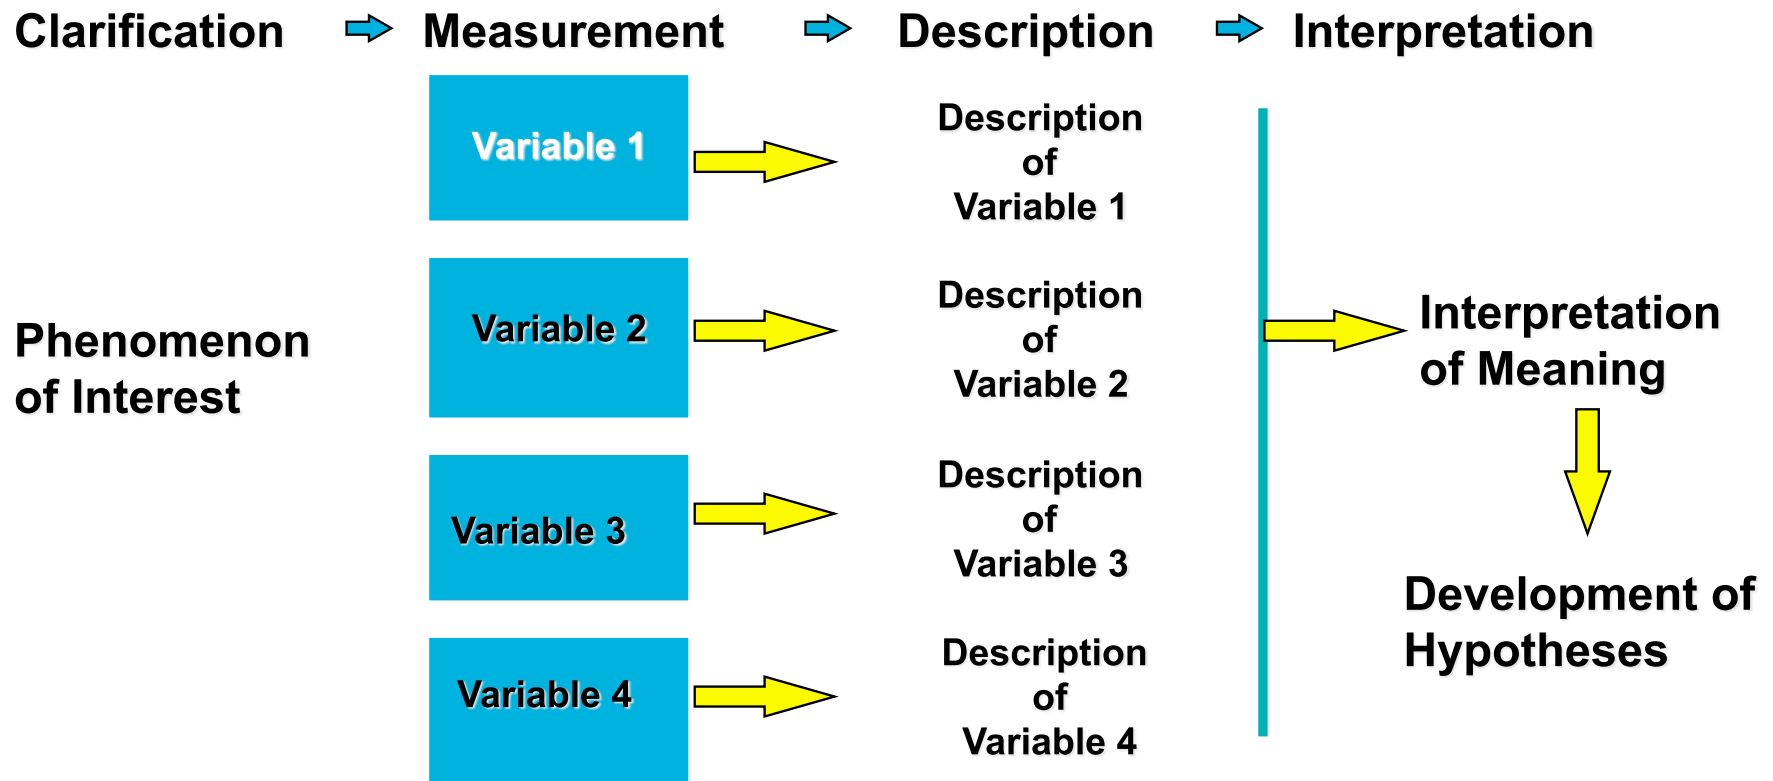 Clarification
Measurement
Description
Interpretation
Phenomenon
of Interest
Variable 1
Variable 2
Variable 3
Variable 4
Description
of
Variable 1
Description
of
Variable 2
Description
of
Variable 3
Description
of
Variable 4
Interpretation
of Meaning
Development of
Hypotheses